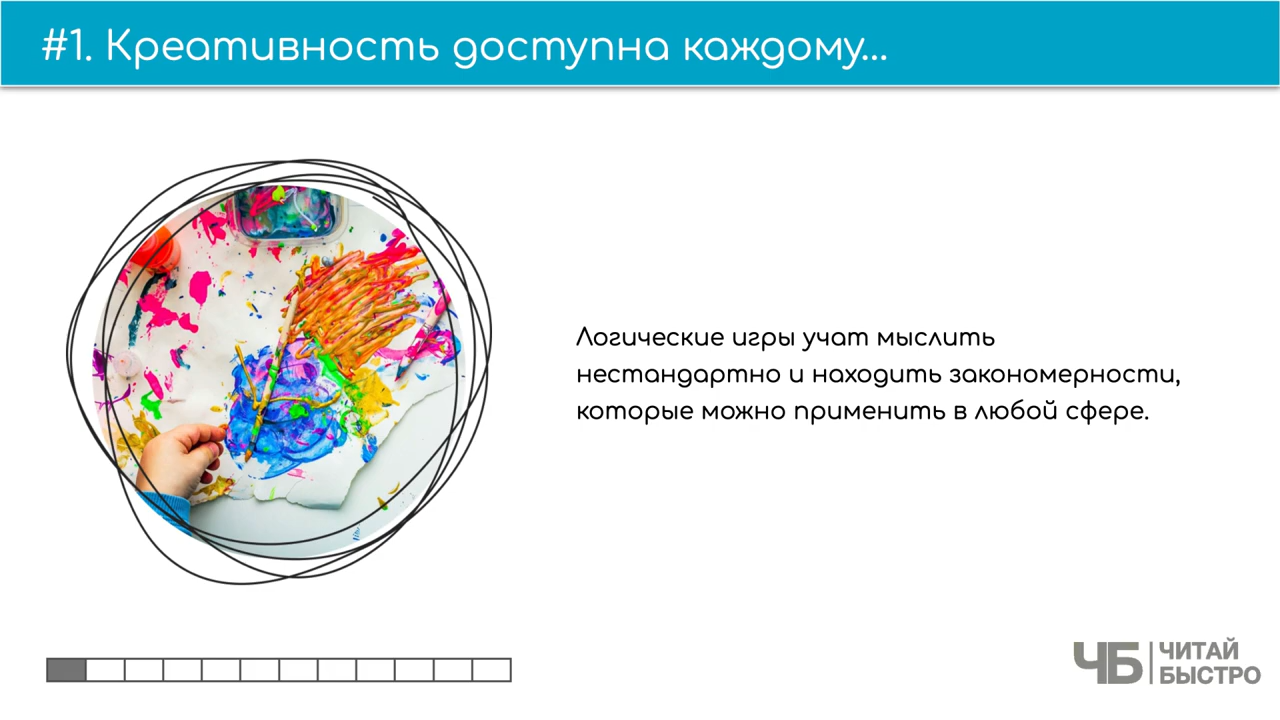 #1. Креативность доступна каждому...
Логические игры учат мыслить
нестандартно и находить закономерности,
которые можно применить в любой сфере.
ЧБ
ЧИТАЙ
БЫСТРО